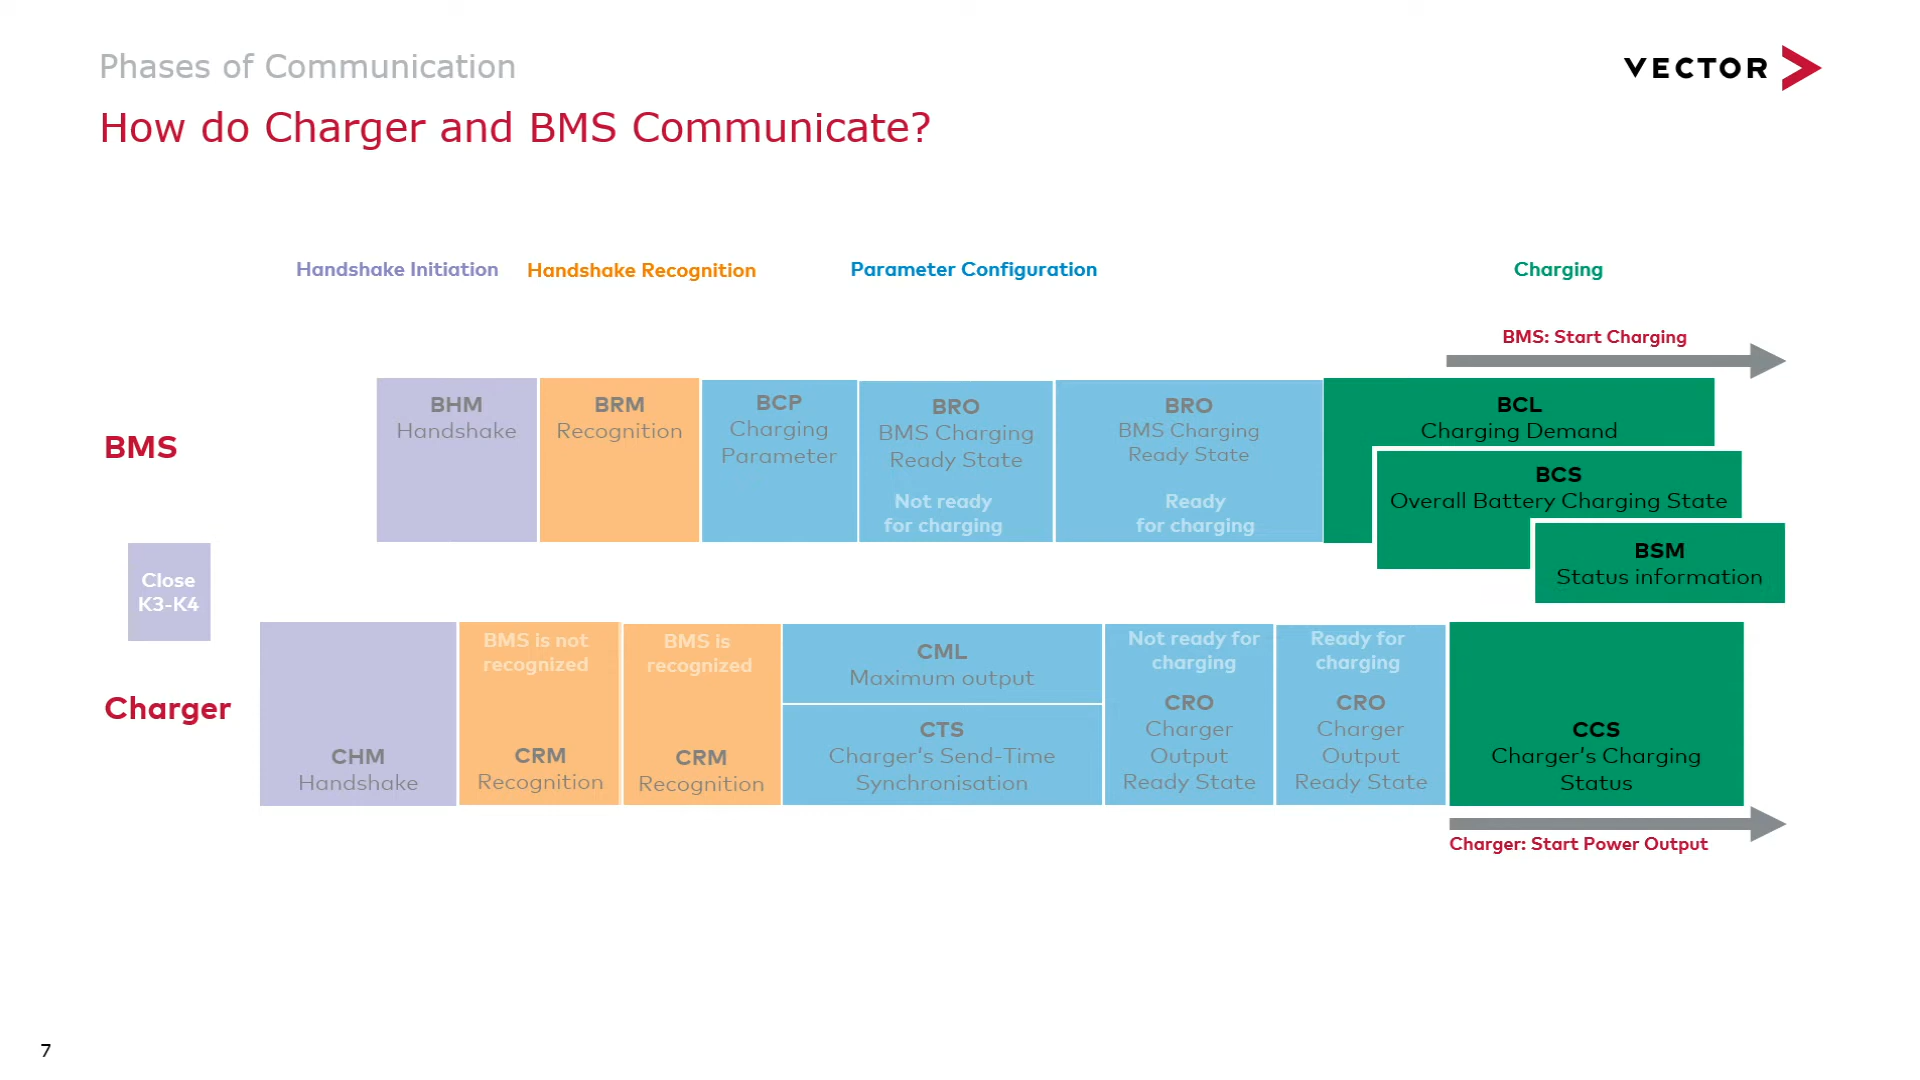 Phases of Communication
VECTOR
How do Charger and BMS Communicate?
Handshake Initiation
Handshake Recognition
Parameter Configuration
Charging
BMS: Start Charging
BMS
BHM
Handshake
BRM
Recognition
BCP
Charging
Parameter
BRO
BMS Charging
Ready State
Not ready
for charging
BRO
BMS Charging
Ready State
Ready
for charging
BCL
Charging Demand
BCS
Overall Battery Charging State
BSM
Status information
Close
K3-K4
Charger
CHM
Handshake
BMS is not
recognized
CRM
Recognition
BMS is
recognized
CRM
Recognition
CML
Maximum output
CTS
Charger's Send-Time
Synchronisation
Not ready for
charging
CRO
Charger
Output
Ready State
Ready for
charging
CRO
Charger
Output
Ready State
CCS
Charger's Charging
Status
Charger: Start Power Output
7